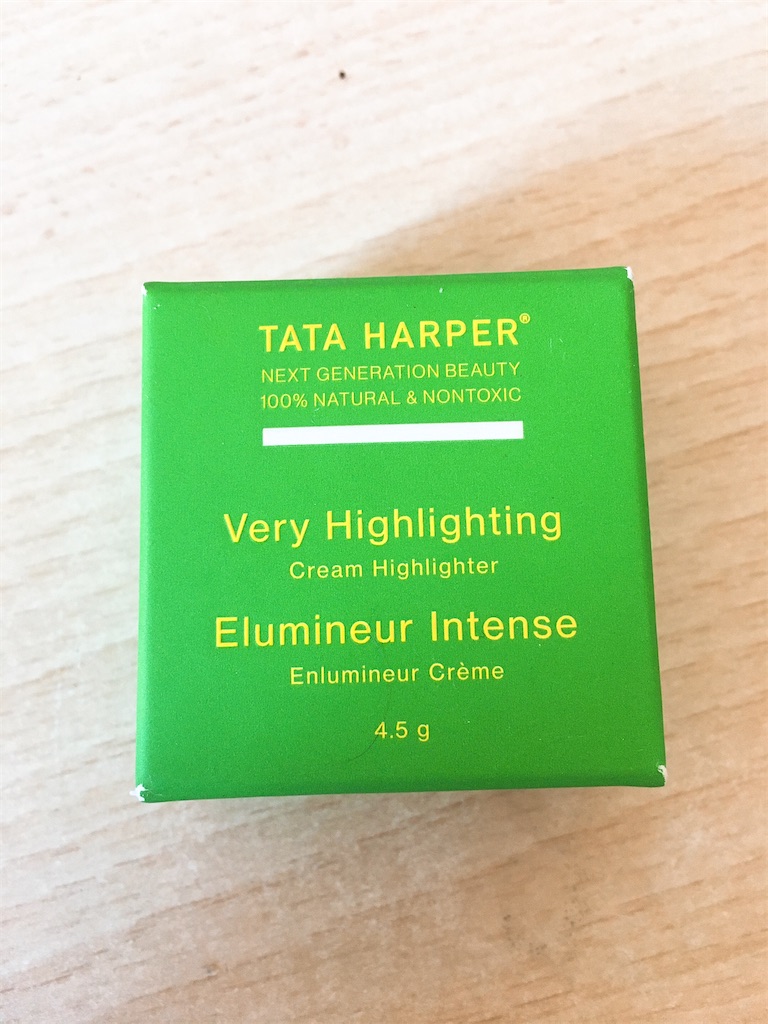 TATA HARPER®
NEXT GENERATION BEAUTY
100% NATURAL & NONTOXIC
Very Highlighting
Cream Highlighter
Elumineur Intense
Enlumineur Crème
4.5 g